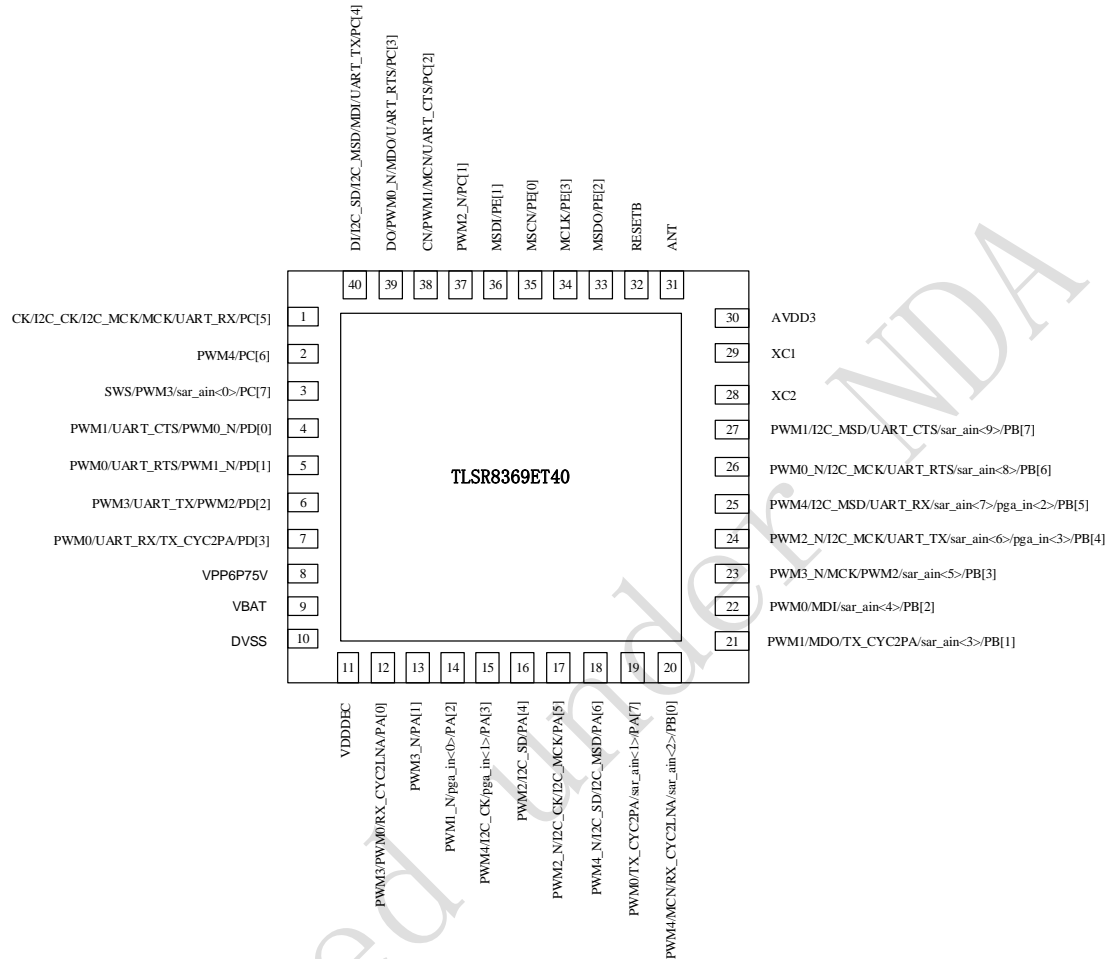 DI/I2C_SD/I2C_MSD/MDI/UART_TX/PC[4]
DO/PWM0_N/MDO/UART_RTS/PC[3]
CN/PWM1/MCN/UART_CTS/PC[2]
PWM2_N/PC[1]
MSDI/PE[1]
MSCN/PE[0]
MCLK/PE[3]
MSDO/PE[2]
RESETB
ANT
40 39 38 37 36 35 34 33 32 31
CK/I2C_CK/I2C_MCK/MCK/UART_RX/PC[5] 1
PWM4/PC[6] 2
SWS/PWM3/sar_ain<0>/PC[7] 3
PWM1/UART_CTS/PWM0_N/PD[0] 4
PWM0/UART_RTS/PWM1_N/PD[1] 5
PWM3/UART_TX/PWM2/PD[2] 6
PWM0/UART_RX/TX_CYC2PA/PD[3] 7
VPP6P75V 8
VBAT 9
DVSS 10
TLSR8369ET40
30 AVDD3
29 XC1
28 XC2
27 PWM1/I2C_MSD/UART_CTS/sar_ain<9>/PB[7]
26 PWM0_N/I2C_MCK/UART_RTS/sar_ain<8>/PB[6]
25 PWM4/I2C_MSD/UART_RX/sar_ain<7>/pga_in<2>/PB[5]
24 PWM2_N/I2C_MCK/UART_TX/sar_ain<6>/pga_in<3>/PB[4]
23 PWM3_N/MCK/PWM2/sar_ain<5>/PB[3]
22 PWM0/MDI/sar_ain<4>/PB[2]
21 PWM1/MDO/TX_CYC2PA/sar_ain<3>/PB[1]
11 12 13 14 15 16 17 18 19 20
VDDDEC
PWM3/PWM0/RX_CYC2LNA/PA[0]
PWM3_N/PA[1]
PWM1_N/pga_in<0>/PA[2]
PWM4/I2C_CK/pga_in<1>/PA[3]
PWM2/I2C_SD/PA[4]
PWM2_N/I2C_CK/I2C_MCK/PA[5]
PWM4_N/I2C_SD/I2C_MSD/PA[6]
PWM0/TX_CYC2PA/sar_ain<1>/PA[7]
PWM4/MCN/RX_CYC2LNA/sar_ain<2>/PB[0]
ed under NDA